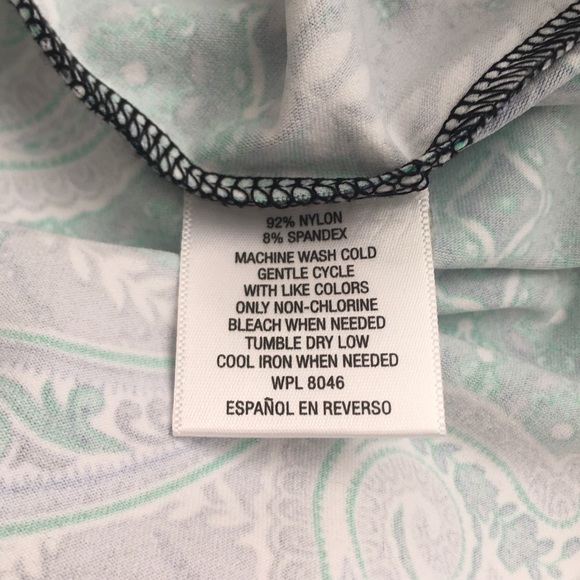 92% NYLON
8% SPANDEX
MACHINE WASH COLD
GENTLE CYCLE
WITH LIKE COLORS
ONLY NON-CHLORINE
BLEACH WHEN NEEDED
TUMBLE DRY LOW
COOL IRON WHEN NEEDED
WPL 8046
ESPAÑOL EN REVERSO